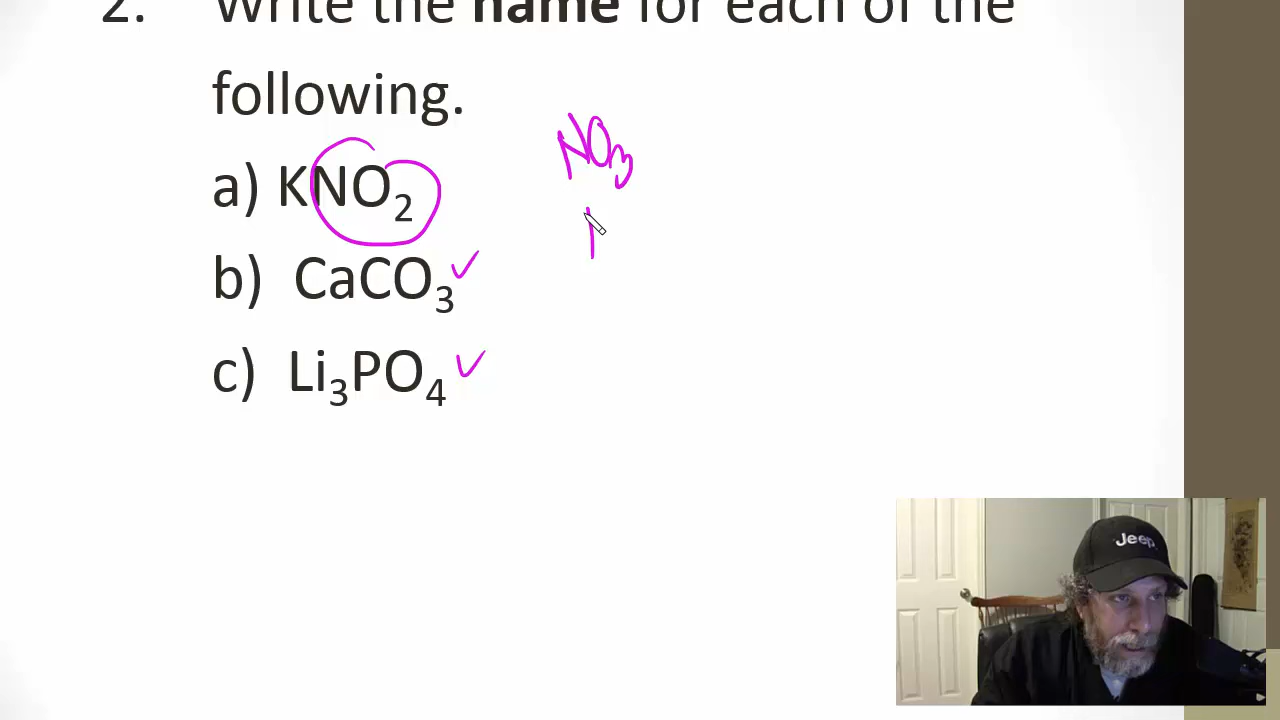 2. Write the name for each of the
following.
NO₃
a) KNO₂
b) CaCO₃ ✓
c) Li₃PO₄ ✓
Jeep